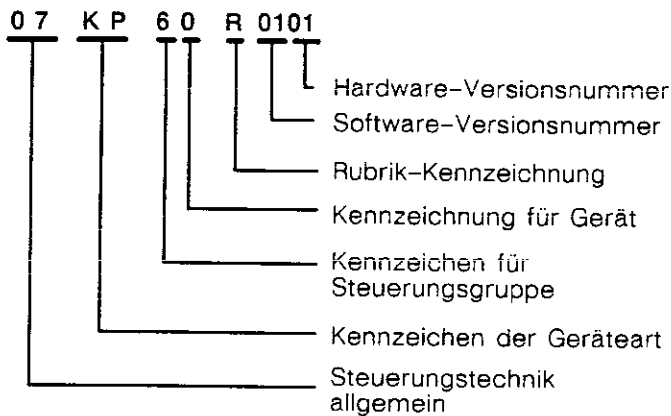 07 KP 60 R 0101
Hardware-Versionsnummer
Software-Versionsnummer
Rubrik-Kennzeichnung
Kennzeichnung für Gerät
Kennzeichen für
Steuerungsgruppe
Kennzeichen der Geräteart
Steuerungstechnik
allgemein